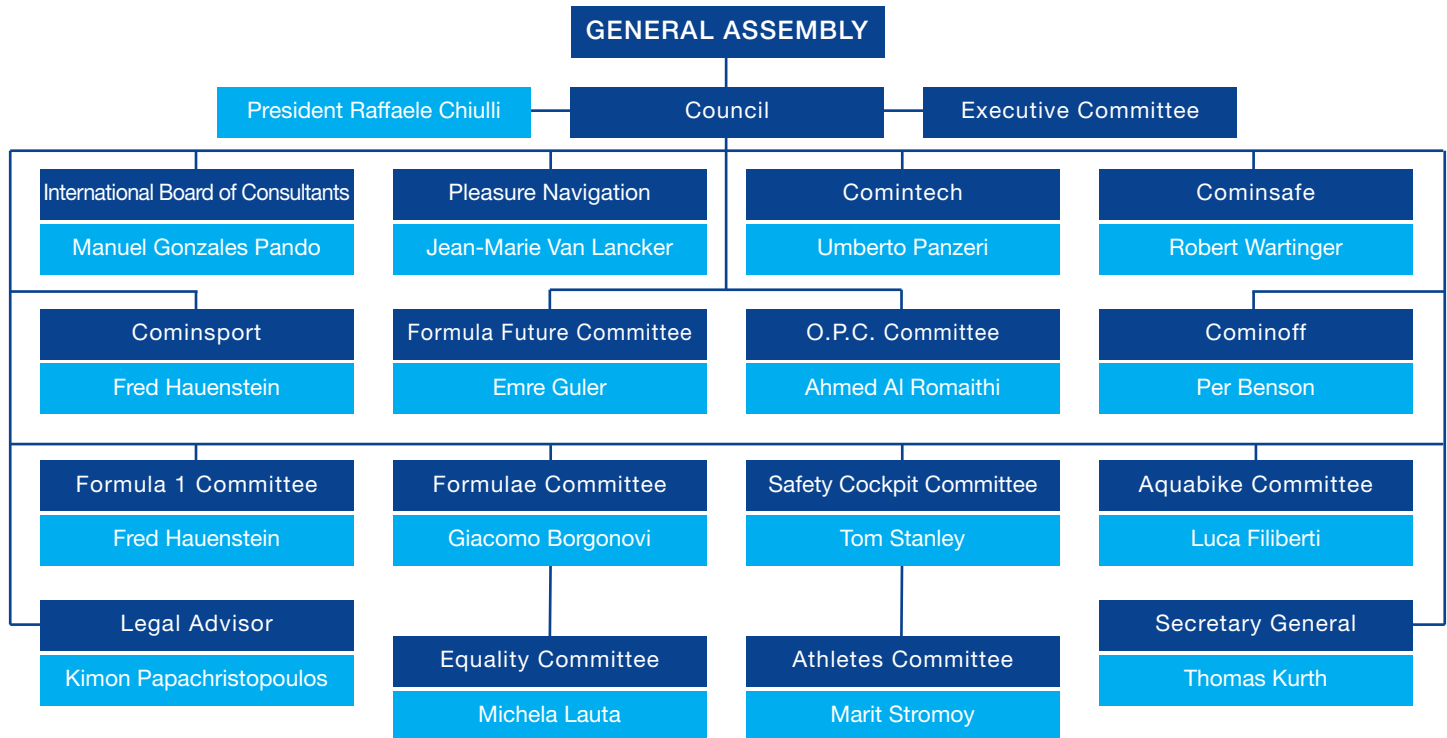 GENERAL ASSEMBLY
President Raffaele Chiulli
Council
Executive Committee
International Board of Consultants
Pleasure Navigation
Comintech
Cominsafe
Manuel Gonzales Pando
Jean-Marie Van Lancker
Umberto Panzeri
Robert Wartinger
Cominsport
Formula Future Committee
O.P.C. Committee
Cominoff
Fred Hauenstein
Emre Guler
Ahmed Al Romaithi
Per Benson
Formula 1 Committee
Formulae Committee
Safety Cockpit Committee
Aquabike Committee
Fred Hauenstein
Giacomo Borgonovi
Tom Stanley
Luca Filiberti
Legal Advisor
Secretary General
Kimon Papachristopoulos
Equality Committee
Athletes Committee
Thomas Kurth
Michela Lauta
Marit Stromoy